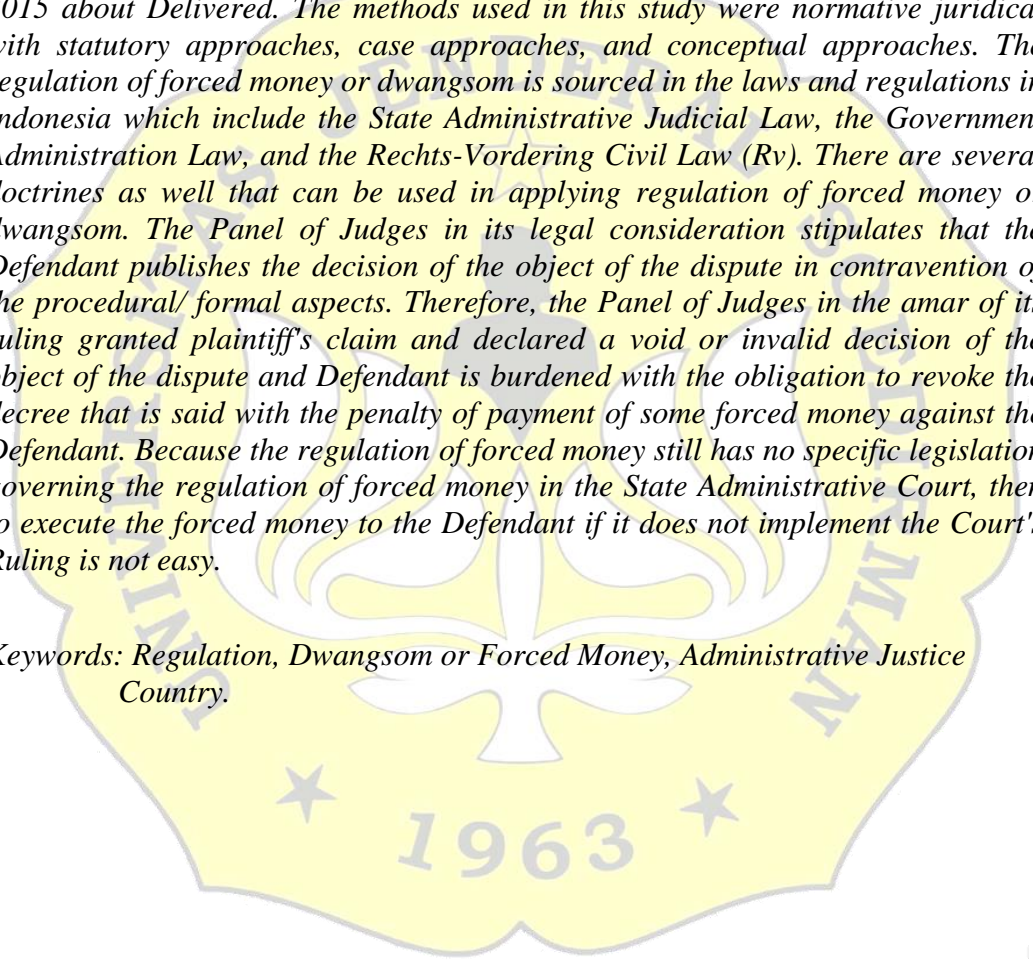 2015 about Delivered. The methods used in this study were normative juridica
with statutory approaches, case approaches, and conceptual approaches. The
regulation of forced money or dwangsom is sourced in the laws and regulations in
Indonesia which include the State Administrative Judicial Law, the Governmen
Administration Law, and the Rechts-Vordering Civil Law (Rv). There are severa
doctrines as well that can be used in applying regulation of forced money o
dwangsom. The Panel of Judges in its legal consideration stipulates that the
Defendant publishes the decision of the object of the dispute in contravention o
the procedural/ formal aspects. Therefore, the Panel of Judges in the amar of it
ruling granted plaintiff's claim and declared a void or invalid decision of the
object of the dispute and Defendant is burdened with the obligation to revoke the
decree that is said with the penalty of payment of some forced money against the
Defendant. Because the regulation of forced money still has no specific legislation
governing the regulation of forced money in the State Administrative Court, then
to execute the forced money to the Defendant if it does not implement the Court'
Ruling is not easy.
Keywords: Regulation, Dwangsom or Forced Money, Administrative Justice
Country.
UNIVERSITAS JENDERAL SOEDIRMAN
1963